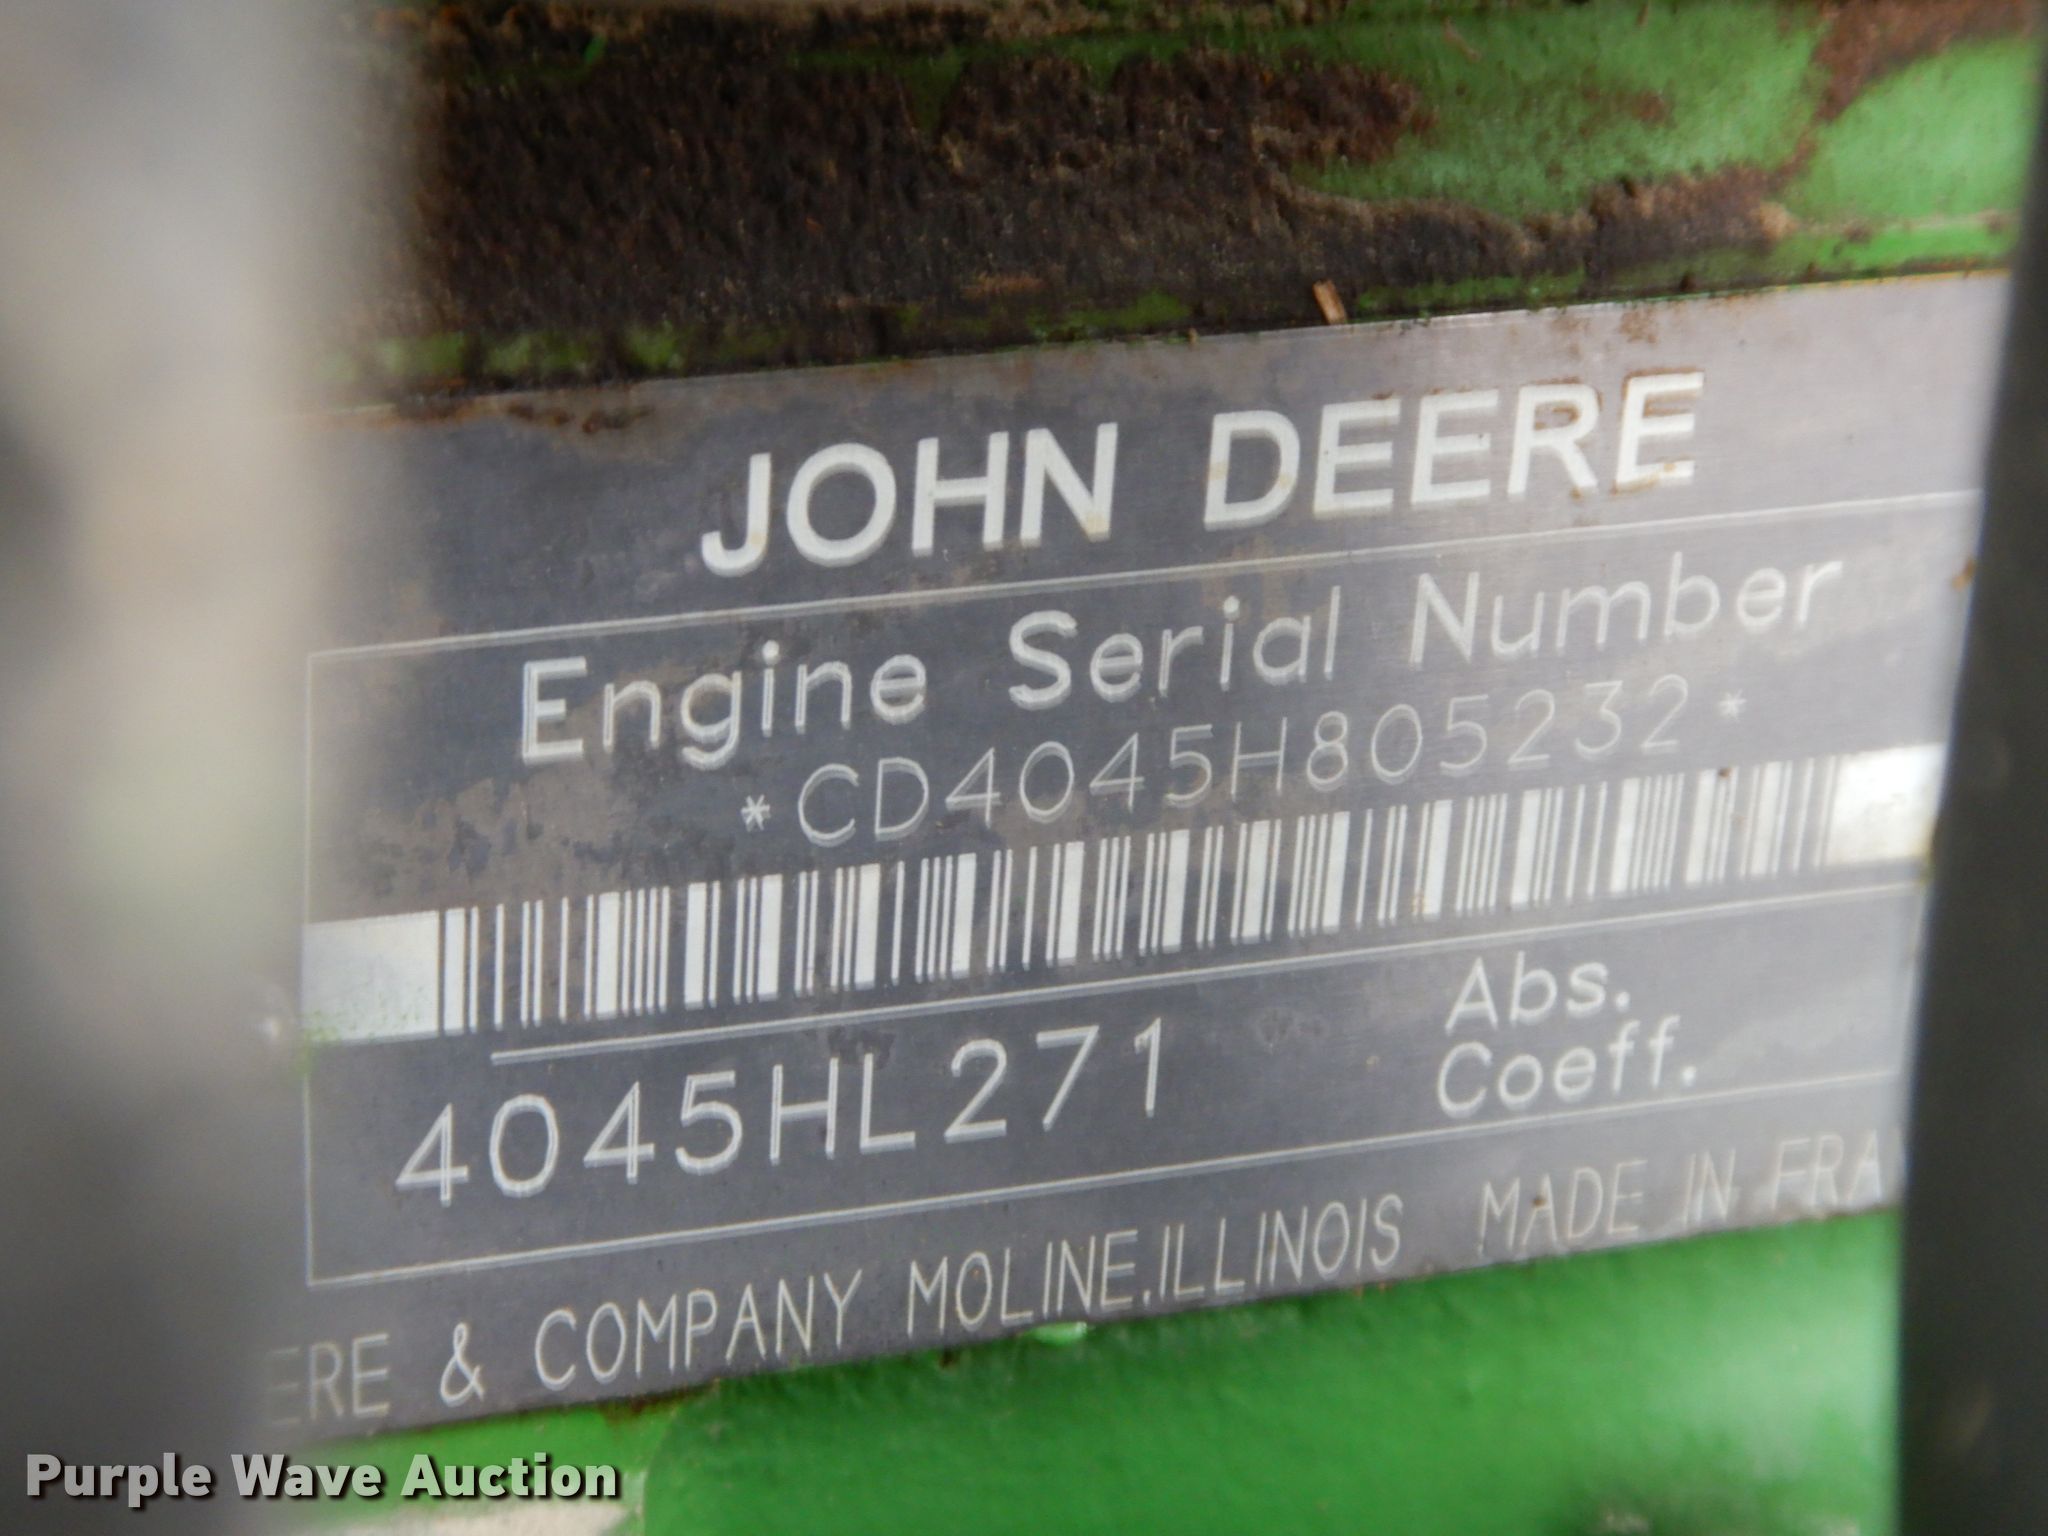 JOHN DEERE
Engine Serial Number
*CD4045H805232*
4045HL271
Abs.
Coeff.
ERE & COMPANY MOLINE.ILLINOIS MADE IN FRA
Purple Wave Auction